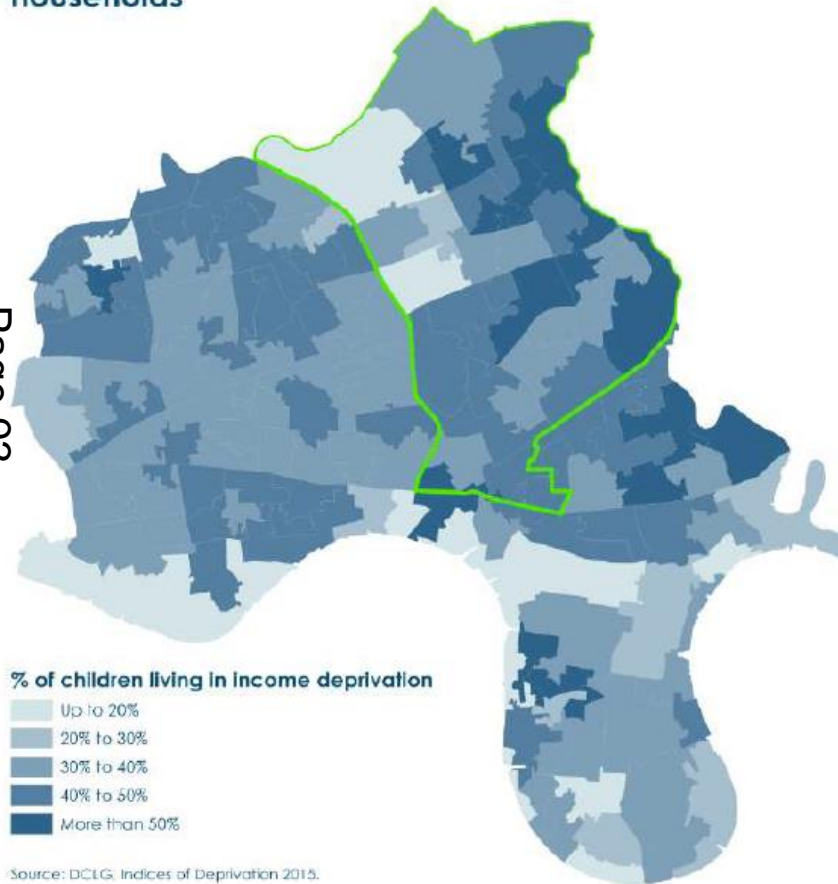 households
% of children living in income deprivation
Up to 20%
20% to 30%
30% to 40%
40% to 50%
More than 50%
Source: DCLG, Indices of Deprivation 2015.